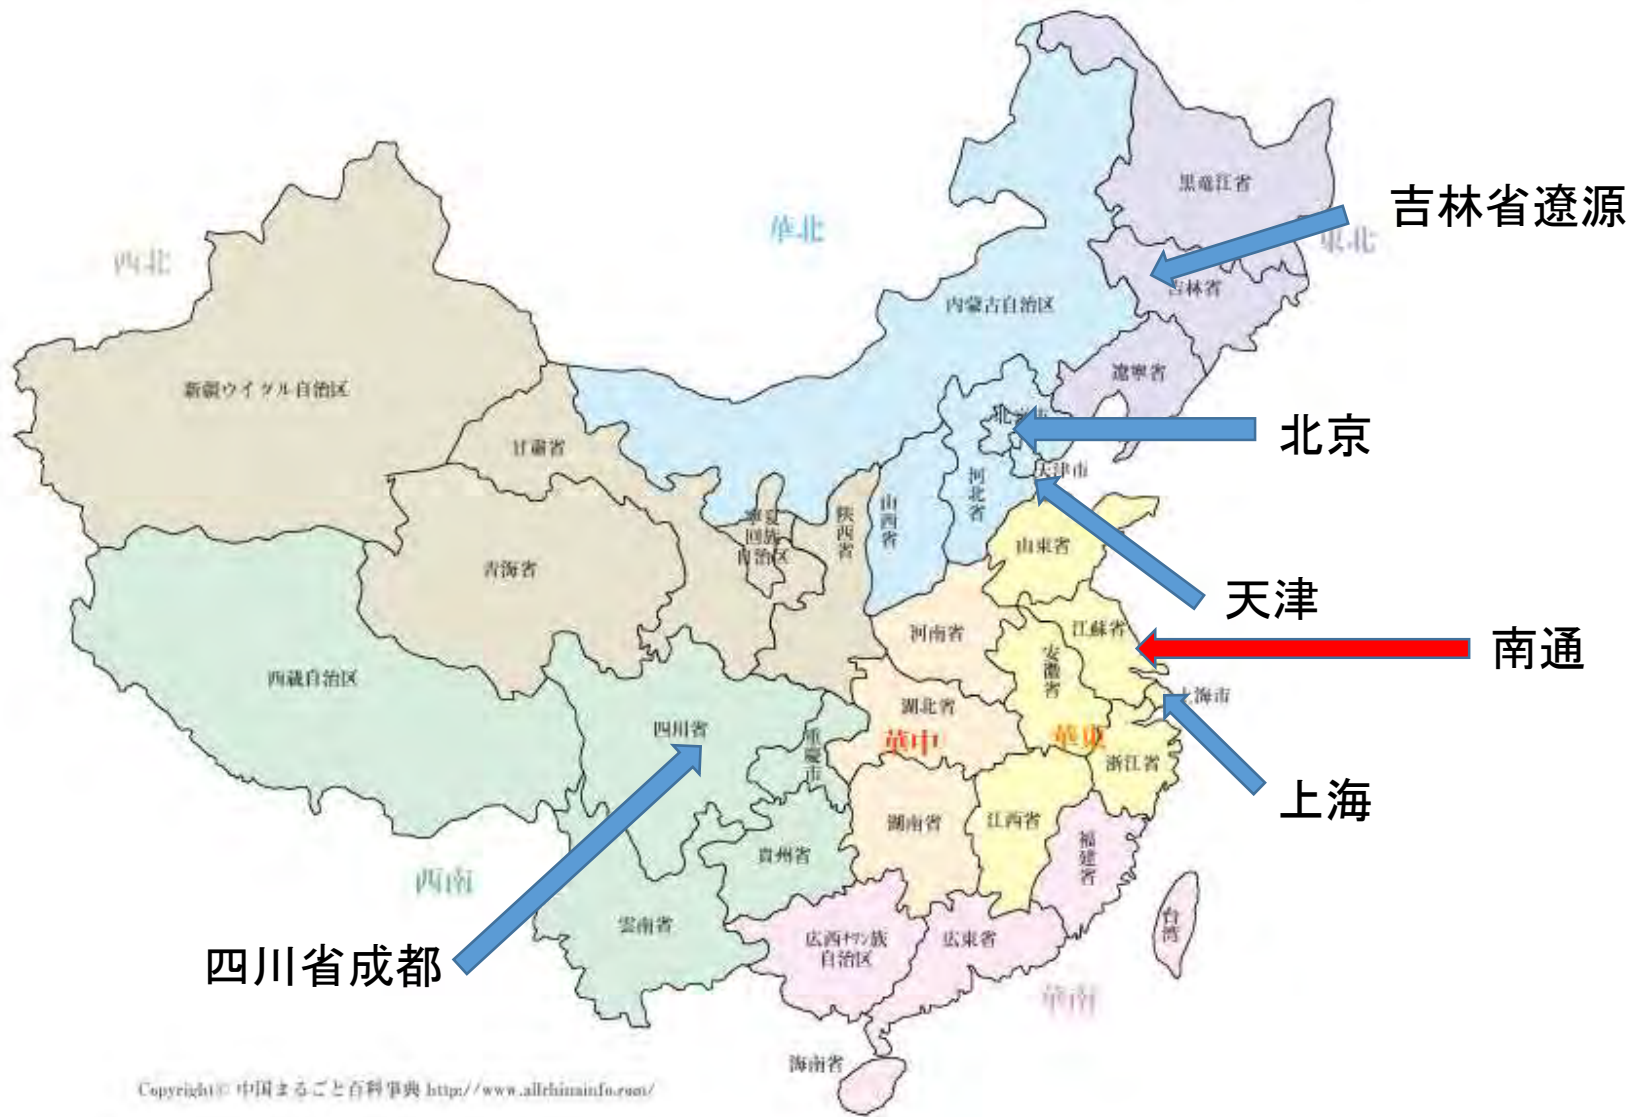 黒竜江省
吉林省遼源
華北
東北
西北
吉林省
内蒙古自治区
遼寧省
新疆ウイグル自治区
北京
甘粛省
天津市
河北省
山西省
陝西省
寧夏
回族
自治区
山東省
青海省
天津
江蘇省
河南省
南通
安徽省
西蔵自治区
上海市
湖北省
四川省
華中
華東
重慶市
浙江省
上海
湖南省
江西省
福建省
貴州省
西南
台湾
雲南省
広西チワン族
自治区
広東省
四川省成都
華南
海南省
Copyright© 中国まるごと百科事典 http://www.allchinainfo.com/